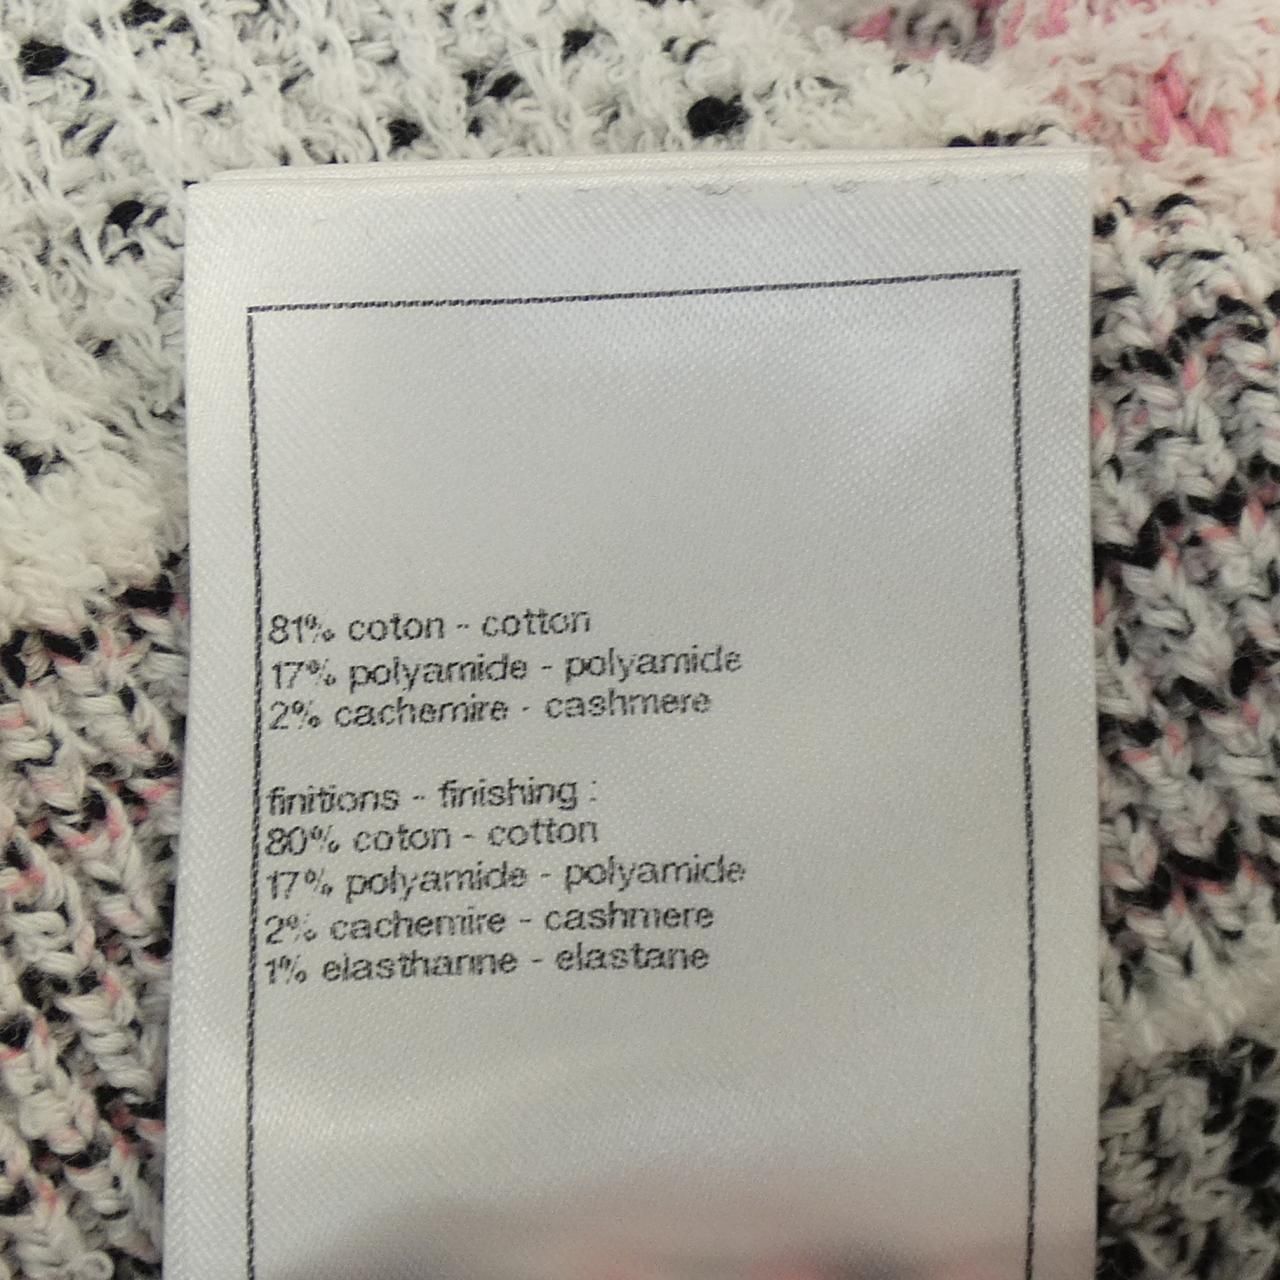 81% coton - cotton
17% polyamide - polyamide
2% cachemire - cashmere
finitions - finishing :
80% coton - cotton
17% polyamide - polyamide
2% cachemire - cashmere
1% elasthanne - elastane